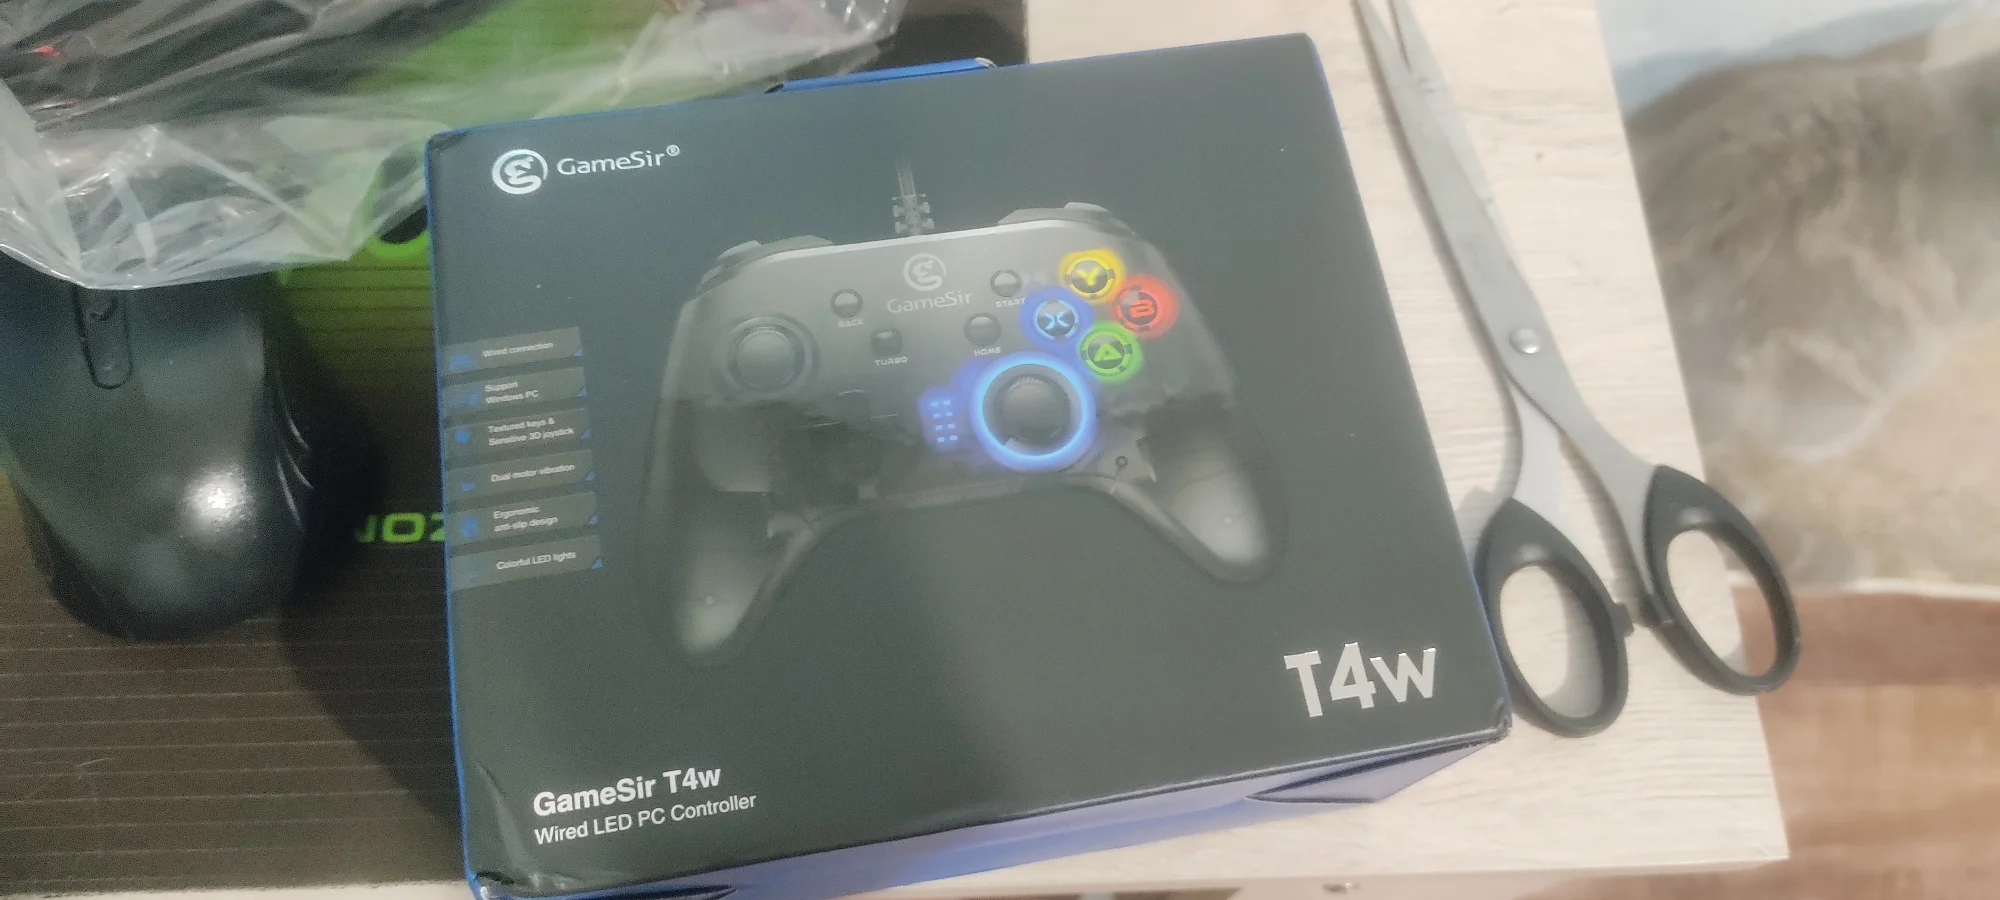 GameSir®
GameSir
BACK
START
TURBO
HOME
Y
B
X
A
Wired connection
Support
Windows PC
Textured keys &
Sensitive 3D joystick
Dual motor vibration
Ergonomic
anti-slip design
Colorful LED lights
T4w
GameSir T4w
Wired LED PC Controller